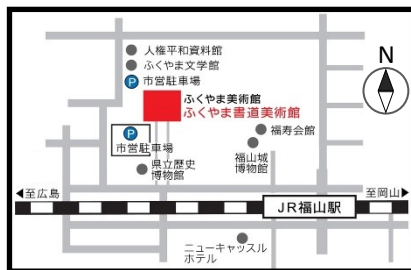 人権平和資料館
ふくやま文学館
P 市営駐車場
N
ふくやま美術館
ふくやま書道美術館
P
市営駐車場
福寿会館
県立歴史
博物館
福山城
博物館
◀至広島
至岡山▶
JR福山駅
ニューキャッスル
ホテル